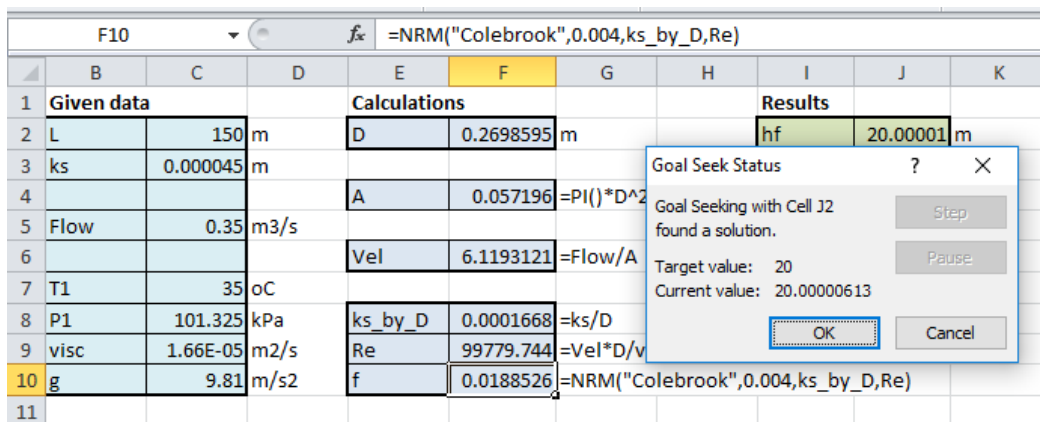 F10 fx =NRM("Colebrook",0.004,ks_by_D,Re)
B C D E F G H I J K
1 Given data Calculations Results
2 L 150 m D 0.2698595 m hf 20.00001 m
3 ks 0.000045 m
4 A 0.057196 =PI()*D^2
5 Flow 0.35 m3/s
6 Vel 6.1193121 =Flow/A
7 T1 35 oC
8 P1 101.325 kPa ks_by_D 0.0001668 =ks/D
9 visc 1.66E-05 m2/s Re 99779.744 =Vel*D/v
10 g 9.81 m/s2 f 0.0188526 =NRM("Colebrook",0.004,ks_by_D,Re)
11
Goal Seek Status ? X
Goal Seeking with Cell J2 Step
found a solution.
Pause
Target value: 20
Current value: 20.00000613
OK Cancel